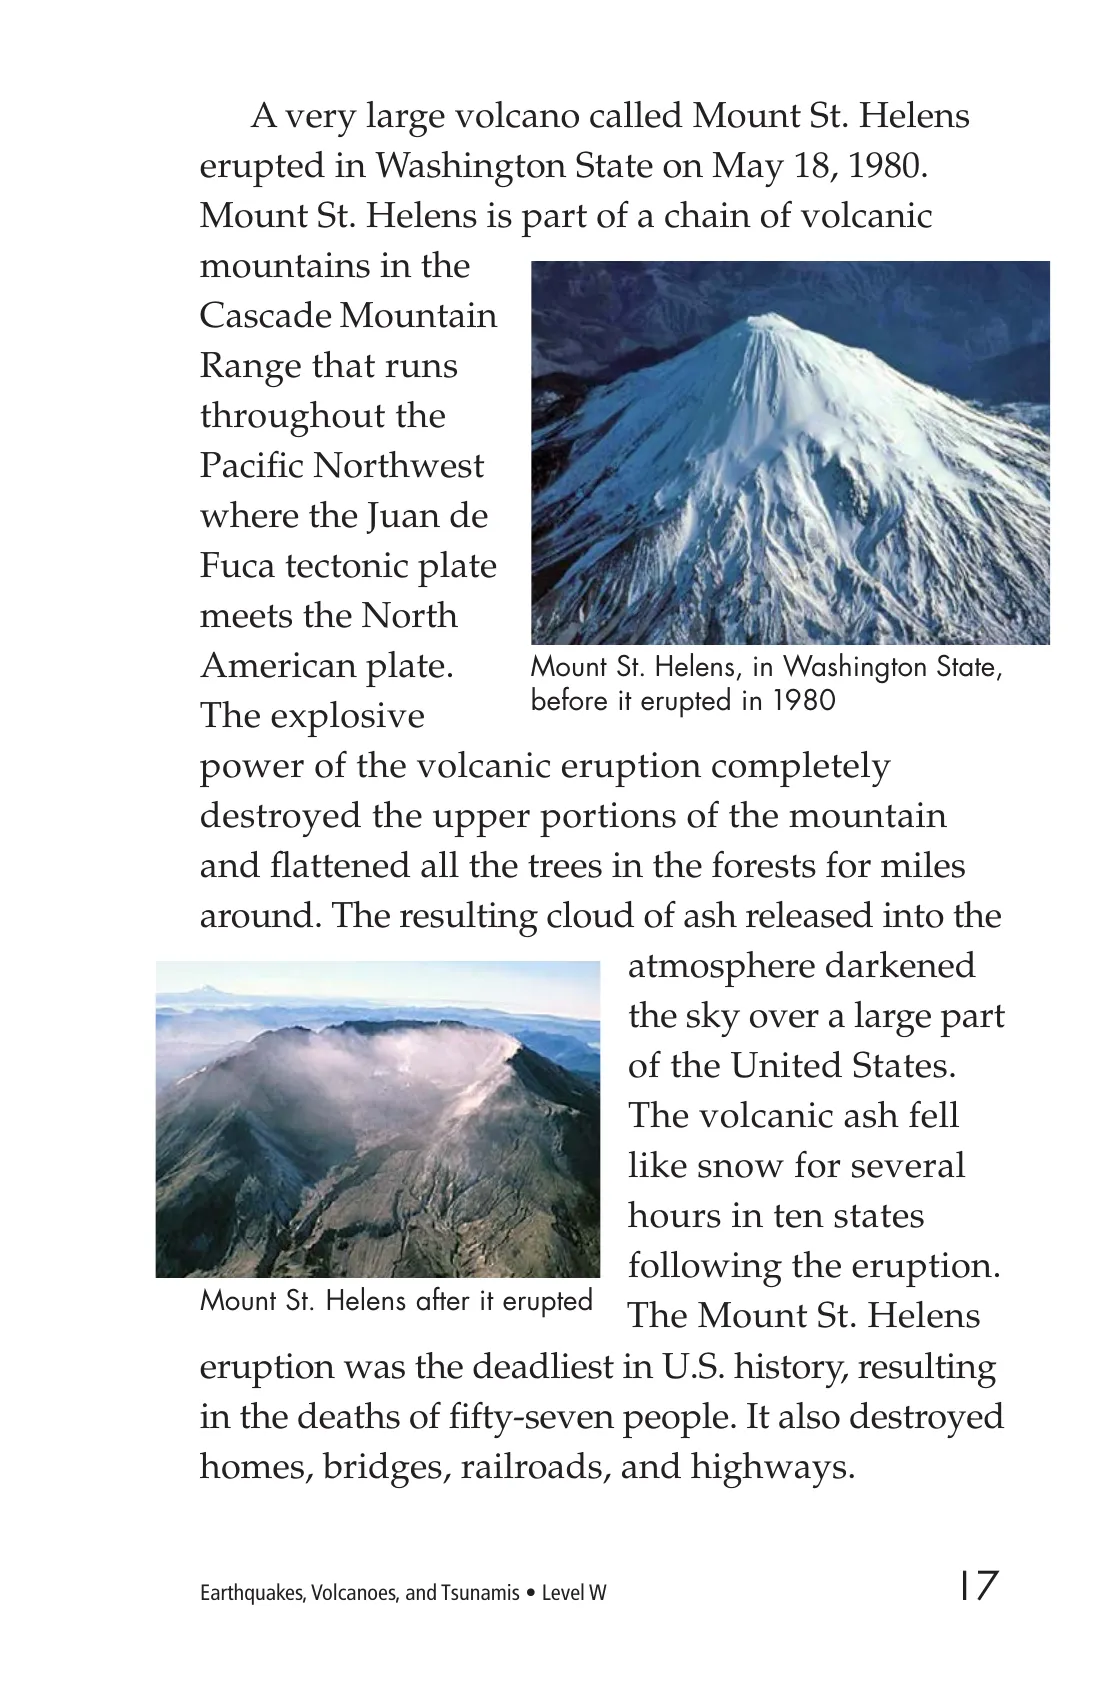 A very large volcano called Mount St. Helens
erupted in Washington State on May 18, 1980.
Mount St. Helens is part of a chain of volcanic
mountains in the
Cascade Mountain
Range that runs
throughout the
Pacific Northwest
where the Juan de
Fuca tectonic plate
meets the North
American plate.
The explosive
Mount St. Helens, in Washington State,
before it erupted in 1980
power of the volcanic eruption completely
destroyed the upper portions of the mountain
and flattened all the trees in the forests for miles
around. The resulting cloud of ash released into the
atmosphere darkened
the sky over a large part
of the United States.
The volcanic ash fell
like snow for several
hours in ten states
following the eruption.
The Mount St. Helens
Mount St. Helens after it erupted
eruption was the deadliest in U.S. history, resulting
in the deaths of fifty-seven people. It also destroyed
homes, bridges, railroads, and highways.
Earthquakes, Volcanoes, and Tsunamis • Level W
17